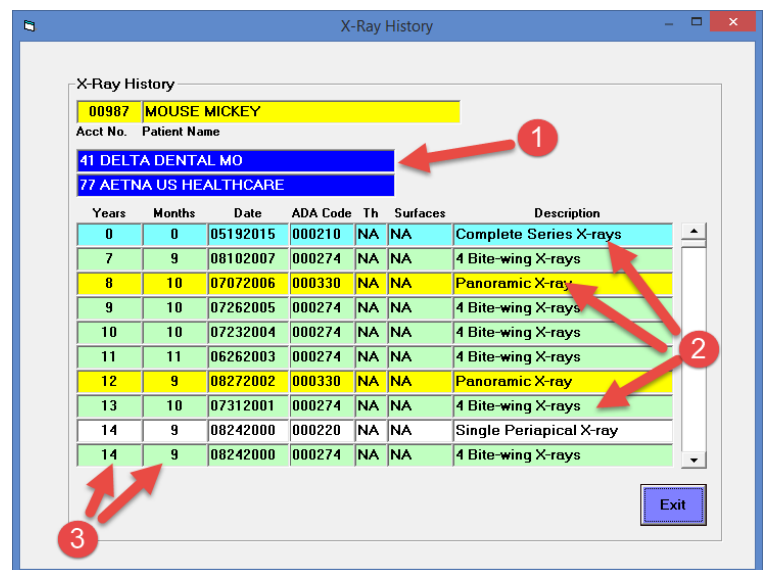 X-Ray History
X-Ray History
00987 MOUSE MICKEY
Acct No. Patient Name
1
41 DELTA DENTAL MO
77 AETNA US HEALTHCARE
Years Months Date ADA Code Th Surfaces Description
0 0 05192015 000210 NA NA Complete Series X-rays
7 9 08102007 000274 NA NA 4 Bite-wing X-rays
8 10 07072006 000330 NA NA Panoramic X-ray
9 10 07262005 000274 NA NA 4 Bite-wing X-rays
10 10 07232004 000274 NA NA 4 Bite-wing X-rays
11 11 06262003 000274 NA NA 4 Bite-wing X-rays
2
12 9 08272002 000330 NA NA Panoramic X-ray
13 10 07312001 000274 NA NA 4 Bite-wing X-rays
14 9 08242000 000220 NA NA Single Periapical X-ray
14 9 08242000 000274 NA NA 4 Bite-wing X-rays
Exit
3